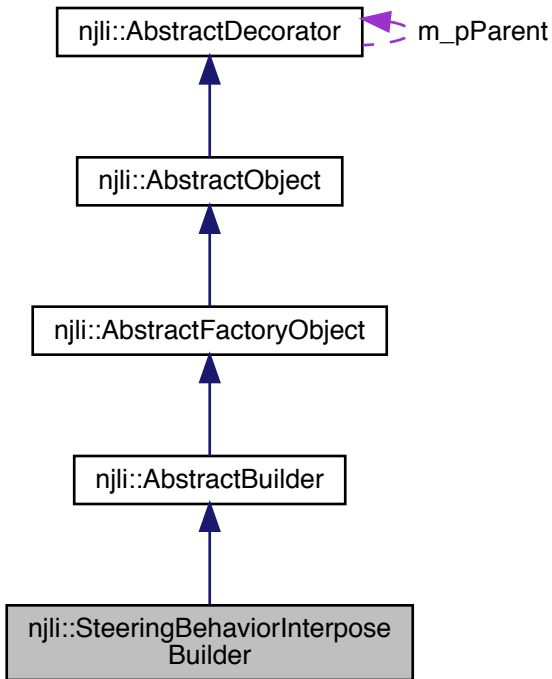 njli::AbstractDecorator
m_pParent
njli::AbstractObject
njli::AbstractFactoryObject
njli::AbstractBuilder
njli::SteeringBehaviorInterpose
Builder